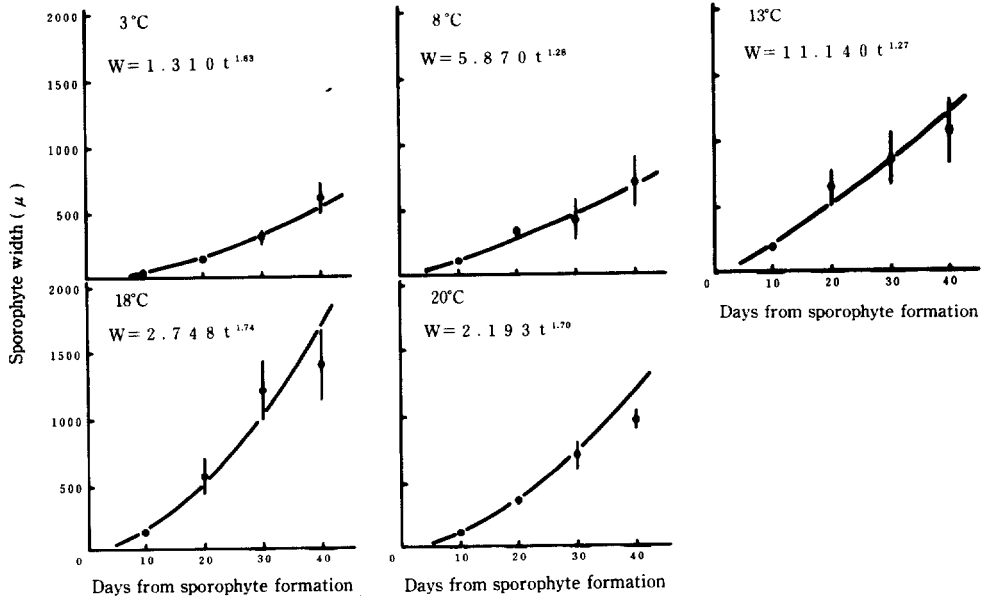 3°C
W = 1.310 t 1.63
8°C
W = 5.870 t 1.28
13°C
W = 11.140 t 1.27
2000
1500
1000
500
Sporophyte width ( μ )
10 20 30 40
Days from sporophyte formation
18°C
W = 2.748 t 1.74
20°C
W = 2.193 t 1.70
2000
1500
1000
500
0 10 20 30 40
0 10 20 30 40
Days from sporophyte formation
Days from sporophyte formation